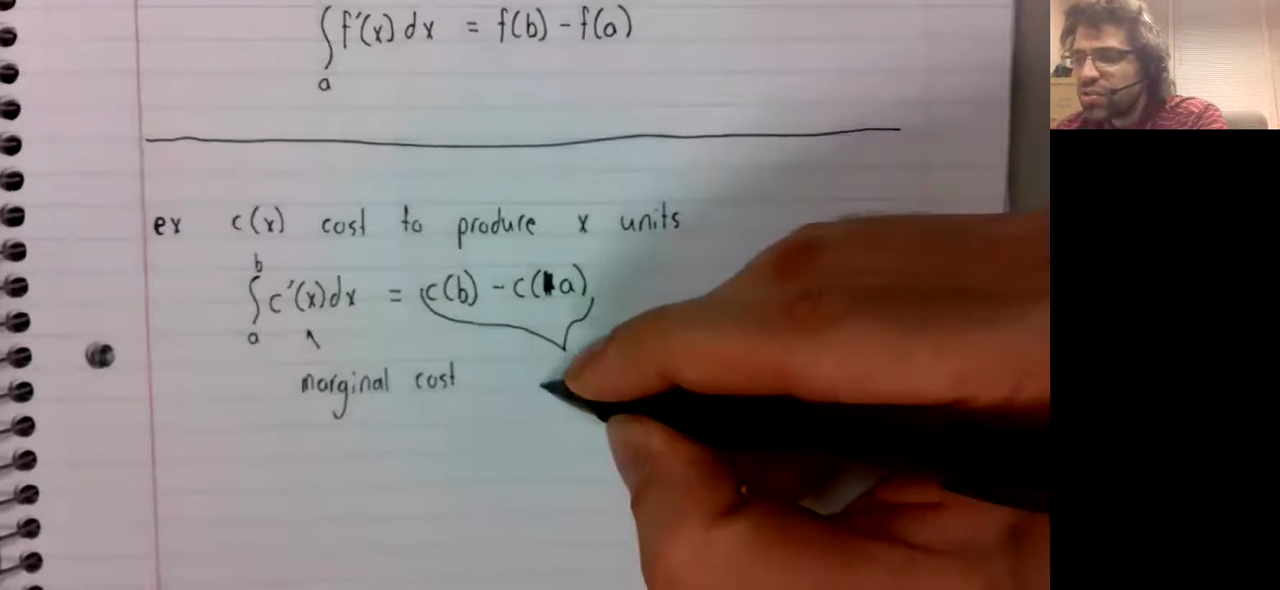 ∫ f'(x) dx = f(b) - f(a)
a
ex c(x) cost to produce x units
b
∫ c'(x)dx = c(b) - c(a)
a
marginal cost